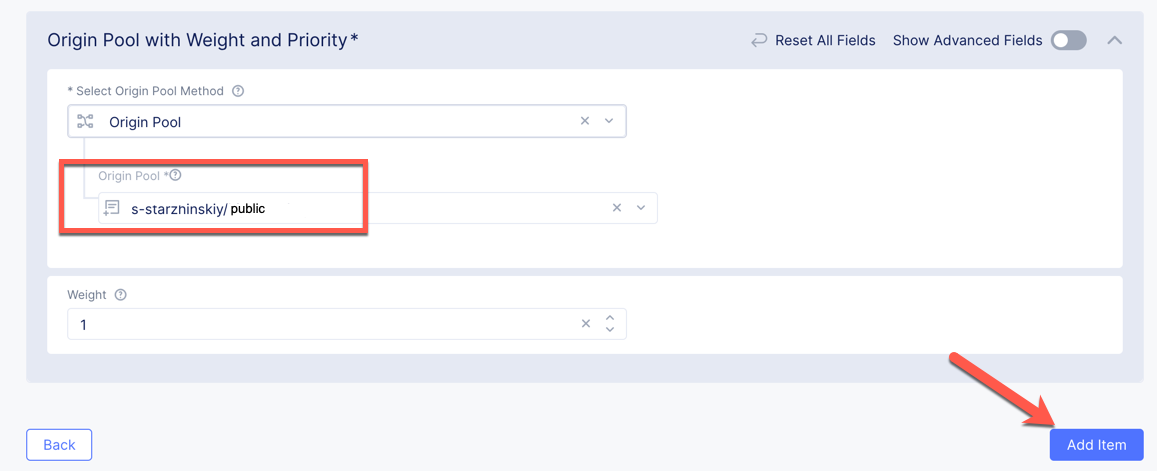 Origin Pool with Weight and Priority*
Reset All Fields
Show Advanced Fields
* Select Origin Pool Method
Origin Pool
Origin Pool *
s-starzhninskiy/public
Weight
1
Back
Add Item